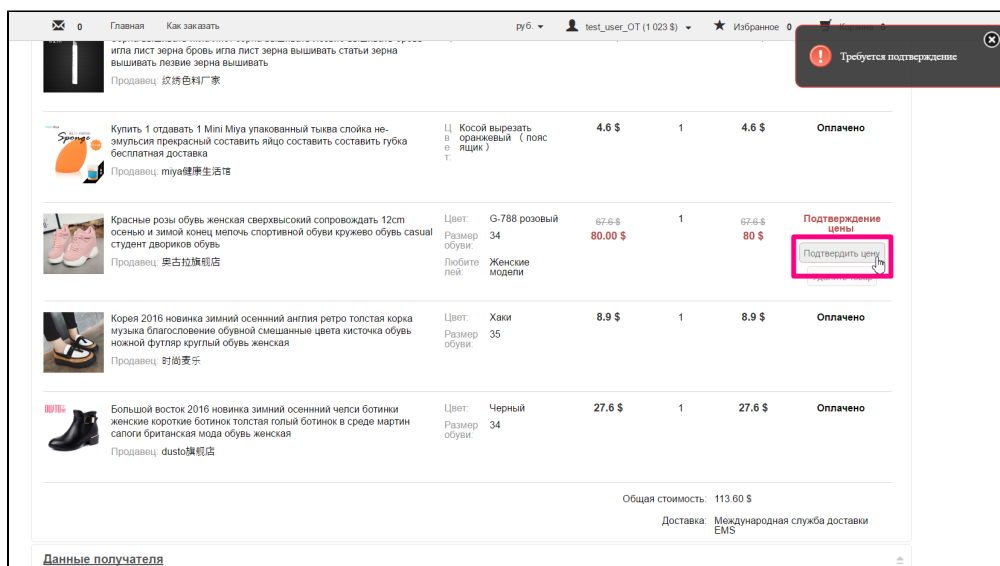 0 Главная Как заказать руб. test_user_OT (1 023 $) Избранное 0
Требуется подтверждение
игла лист зерна бровь игла лист зерна вышивать статьи зерна
вышивать лезвие зерна вышивать
Продавец: 纹绣色料厂家
Sponge
Купить 1 отдавать 1 Mini Miya упакованный тыква слойка не-
эмульсия прекрасный составить яйцо составить составить губка
бесплатная доставка
Продавец: miya健康生活馆
Цвет: Косой вырезать
оранжевый ( пояс
ящик )
4.6 $ 1 4.6 $ Оплачено
Красные розы обувь женская сверхвысокий сопровождать 12cm
осенью и зимой конец мелочь спортивной обуви кружево обувь casual
студент двориков обувь
Продавец: 奥古拉旗舰店
Цвет: G-788 розовый
Размер 34
обуви:
Любите Женские
лей: модели
67.6 $ 1 67.6 $
80.00 $ 80 $
Подтверждение
цены
Подтвердить цену
Корея 2016 новинка зимний осеннний англия ретро толстая корка
музыка благословение обувной смешанные цвета кисточка обувь
ножной футляр круглый обувь женская
Продавец: 时尚麦乐
Цвет: Хаки
Размер 35
обуви:
8.9 $ 1 8.9 $ Оплачено
Большой восток 2016 новинка зимний осеннний челси ботинки
женские короткие ботинок толстая голый ботинок в среде мартин
сапоги британская мода обувь женская
Продавец: dusto旗舰店
Цвет: Черный
Размер 34
обуви:
27.6 $ 1 27.6 $ Оплачено
Общая стоимость: 113.60 $
Доставка: Международная служба доставки
EMS
Данные получателя